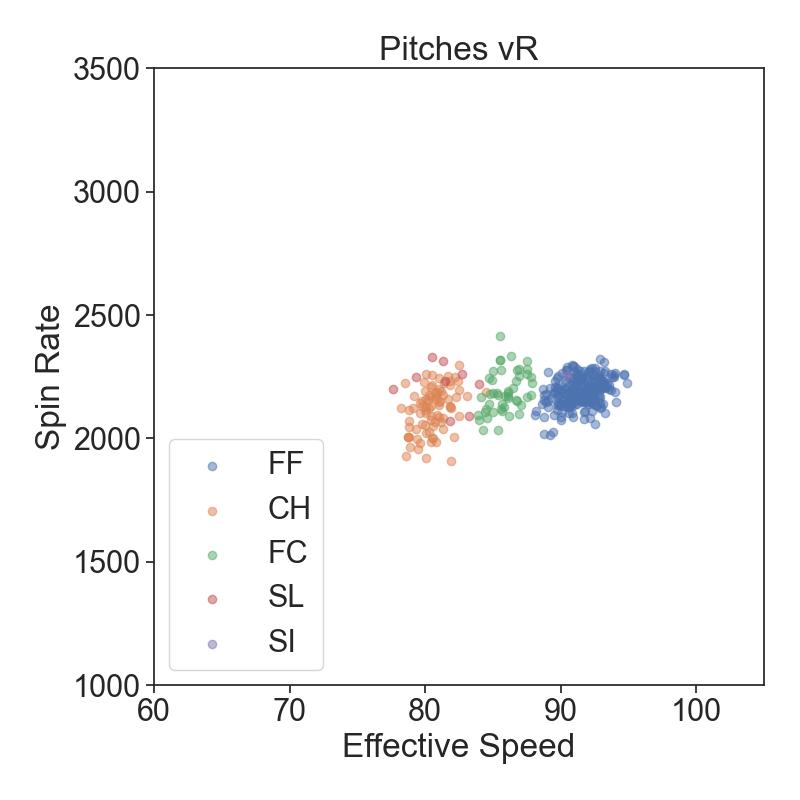 Pitches vR
3500
3000
2500
2000
1500
1000
Spin Rate
FF
CH
FC
SL
SI
60 70 80 90 100
Effective Speed